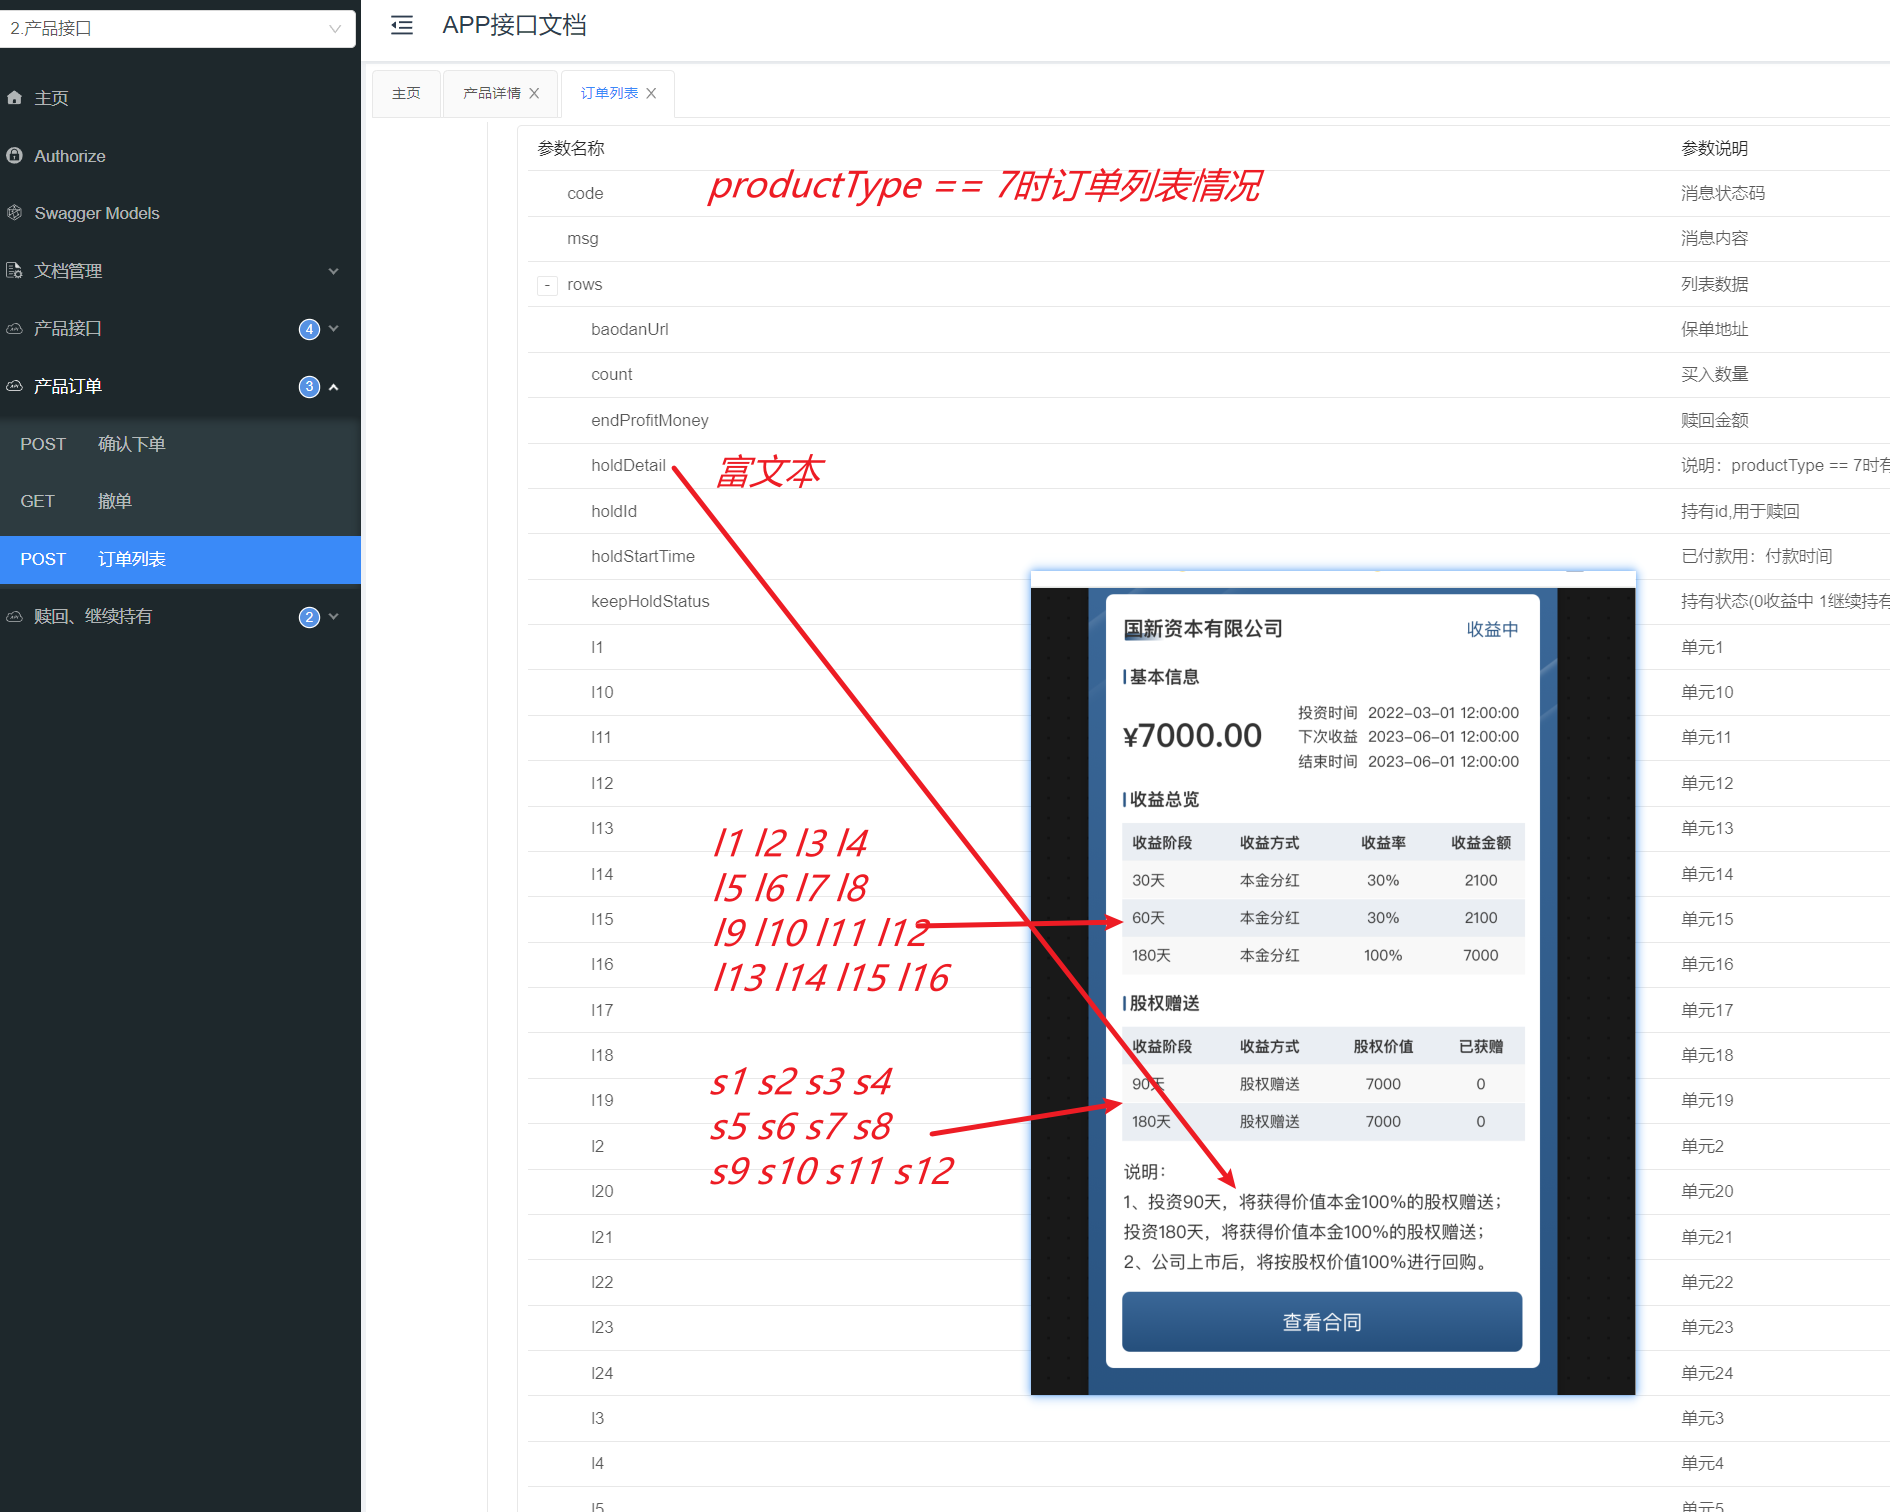 2.产品接口
APP接口文档
主页
Authorize
Swagger Models
文档管理
产品接口 4
产品订单 3
POST 确认下单
GET 撤单
POST 订单列表
赎回、继续持有 2
主页 产品详情 订单列表
参数名称 参数说明
code 消息状态码
productType == 7时订单列表情况
msg 消息内容
- rows 列表数据
baodanUrl 保单地址
count 买入数量
endProfitMoney 赎回金额
holdDetail 说明：productType == 7时有
富文本
holdId 持有id,用于赎回
holdStartTime 已付款用：付款时间
keepHoldStatus 持有状态(0收益中 1继续持有
l1 单元1
l10 单元10
l11 单元11
l12 单元12
l13 单元13
l14 单元14
l15 单元15
l16 单元16
l17 单元17
l18 单元18
l19 单元19
l2 单元2
l20 单元20
l21 单元21
l22 单元22
l23 单元23
l24 单元24
l3 单元3
l4 单元4
l5 单元5
l1 l2 l3 l4
l5 l6 l7 l8
l9 l10 l11 l12
l13 l14 l15 l16
s1 s2 s3 s4
s5 s6 s7 s8
s9 s10 s11 s12
国新资本有限公司 收益中
基本信息
¥7000.00
投资时间 2022-03-01 12:00:00
下次收益 2023-06-01 12:00:00
结束时间 2023-06-01 12:00:00
收益总览
收益阶段 收益方式 收益率 收益金额
30天 本金分红 30% 2100
60天 本金分红 30% 2100
180天 本金分红 100% 7000
股权赠送
收益阶段 收益方式 股权价值 已获赠
90天 股权赠送 7000 0
180天 股权赠送 7000 0
说明：
1、投资90天，将获得价值本金100%的股权赠送；
投资180天，将获得价值本金100%的股权赠送；
2、公司上市后，将按股权价值100%进行回购。
查看合同